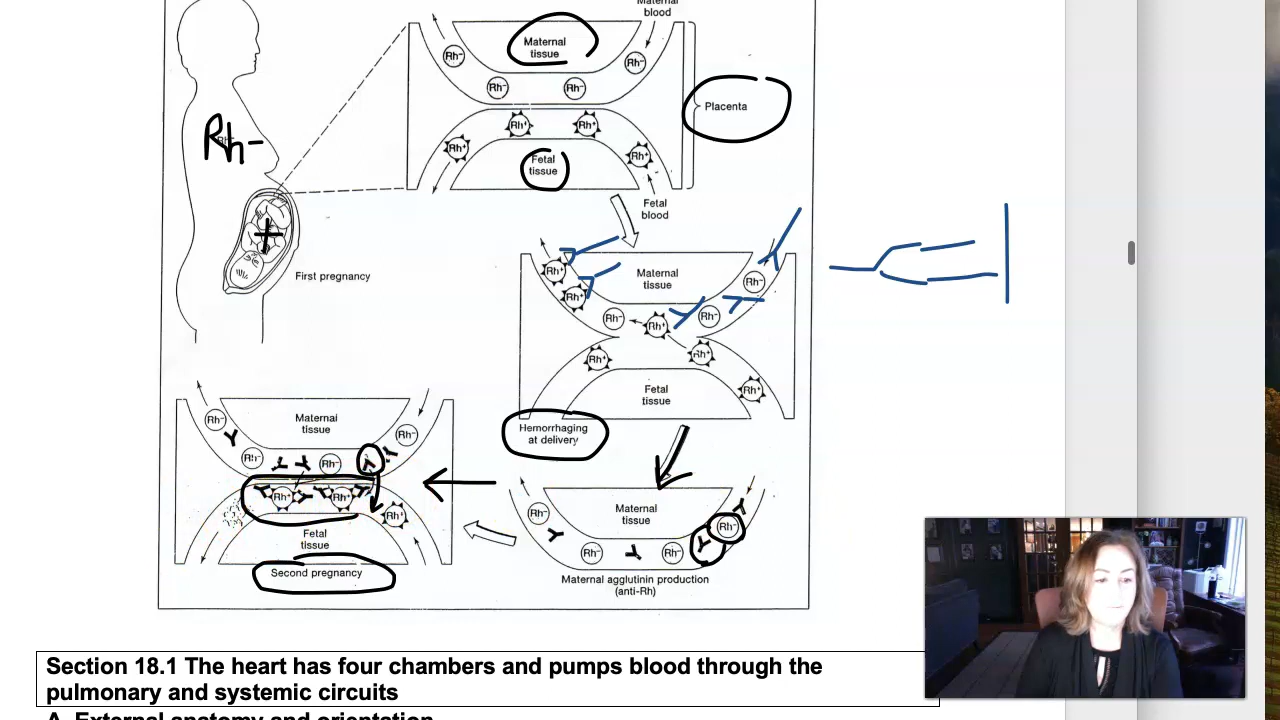 Maternal
blood
Maternal
tissue
Rh-
Rh-
Rh-
Rh-
Placenta
Rh+
Rh+
Rh-
Rh+
Rh+
Fetal
tissue
+
Fetal
blood
First pregnancy
Rh+
Rh+
Maternal
tissue
Rh-
Rh-
Rh+
Rh-
Rh+
Rh+
Rh+
Fetal
tissue
Hemorrhaging
at delivery
Rh-
Maternal
tissue
Rh-
Rh-
Rh-
Rh+
Rh+
Rh+
Fetal
tissue
Second pregnancy
Rh-
Maternal
tissue
Rh-
Rh-
Rh-
Maternal agglutinin production
(anti-Rh)
Section 18.1 The heart has four chambers and pumps blood through the
pulmonary and systemic circuits
A. External anatomy and orientation